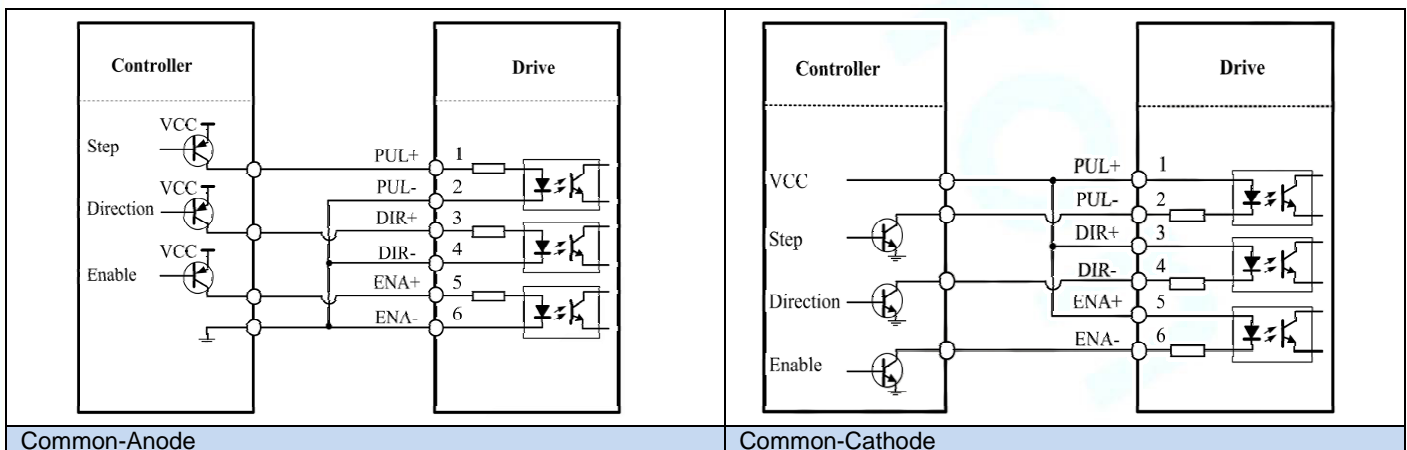 Controller
Drive
VCC
Step
PUL+ 1
PUL- 2
VCC
Direction
DIR+ 3
DIR- 4
VCC
Enable
ENA+ 5
ENA- 6
Common-Anode
Controller
Drive
VCC
PUL+ 1
PUL- 2
Step
DIR+ 3
DIR- 4
Direction
ENA+ 5
ENA- 6
Enable
Common-Cathode